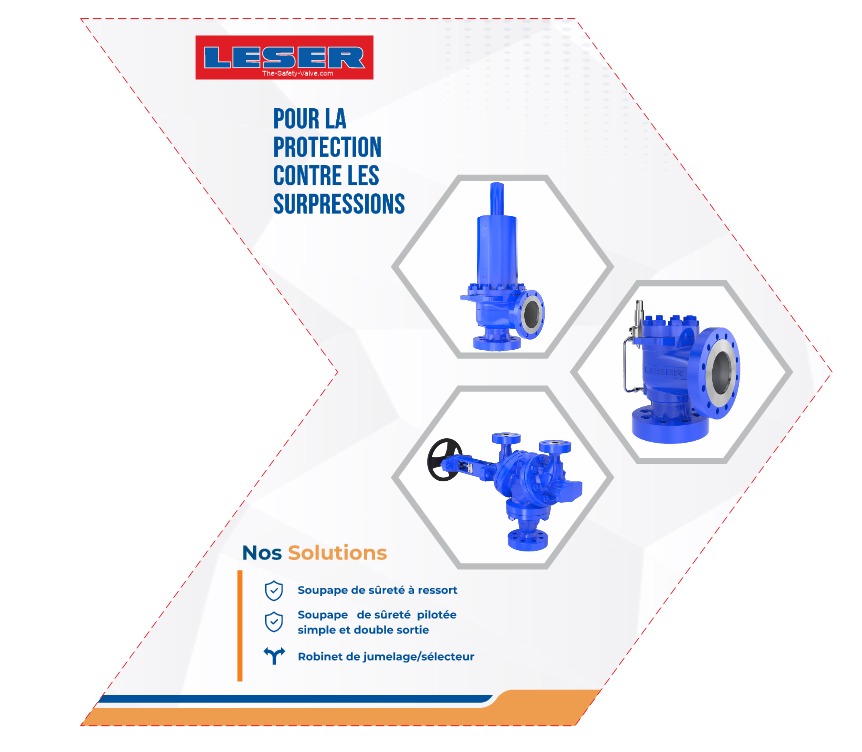 LESER
The-Safety-Valve.com
POUR LA
PROTECTION
CONTRE LES
SURPRESSIONS
LESER
Nos Solutions
Soupape de sûreté à ressort
Soupape de sûreté pilotée
simple et double sortie
Robinet de jumelage/sélecteur